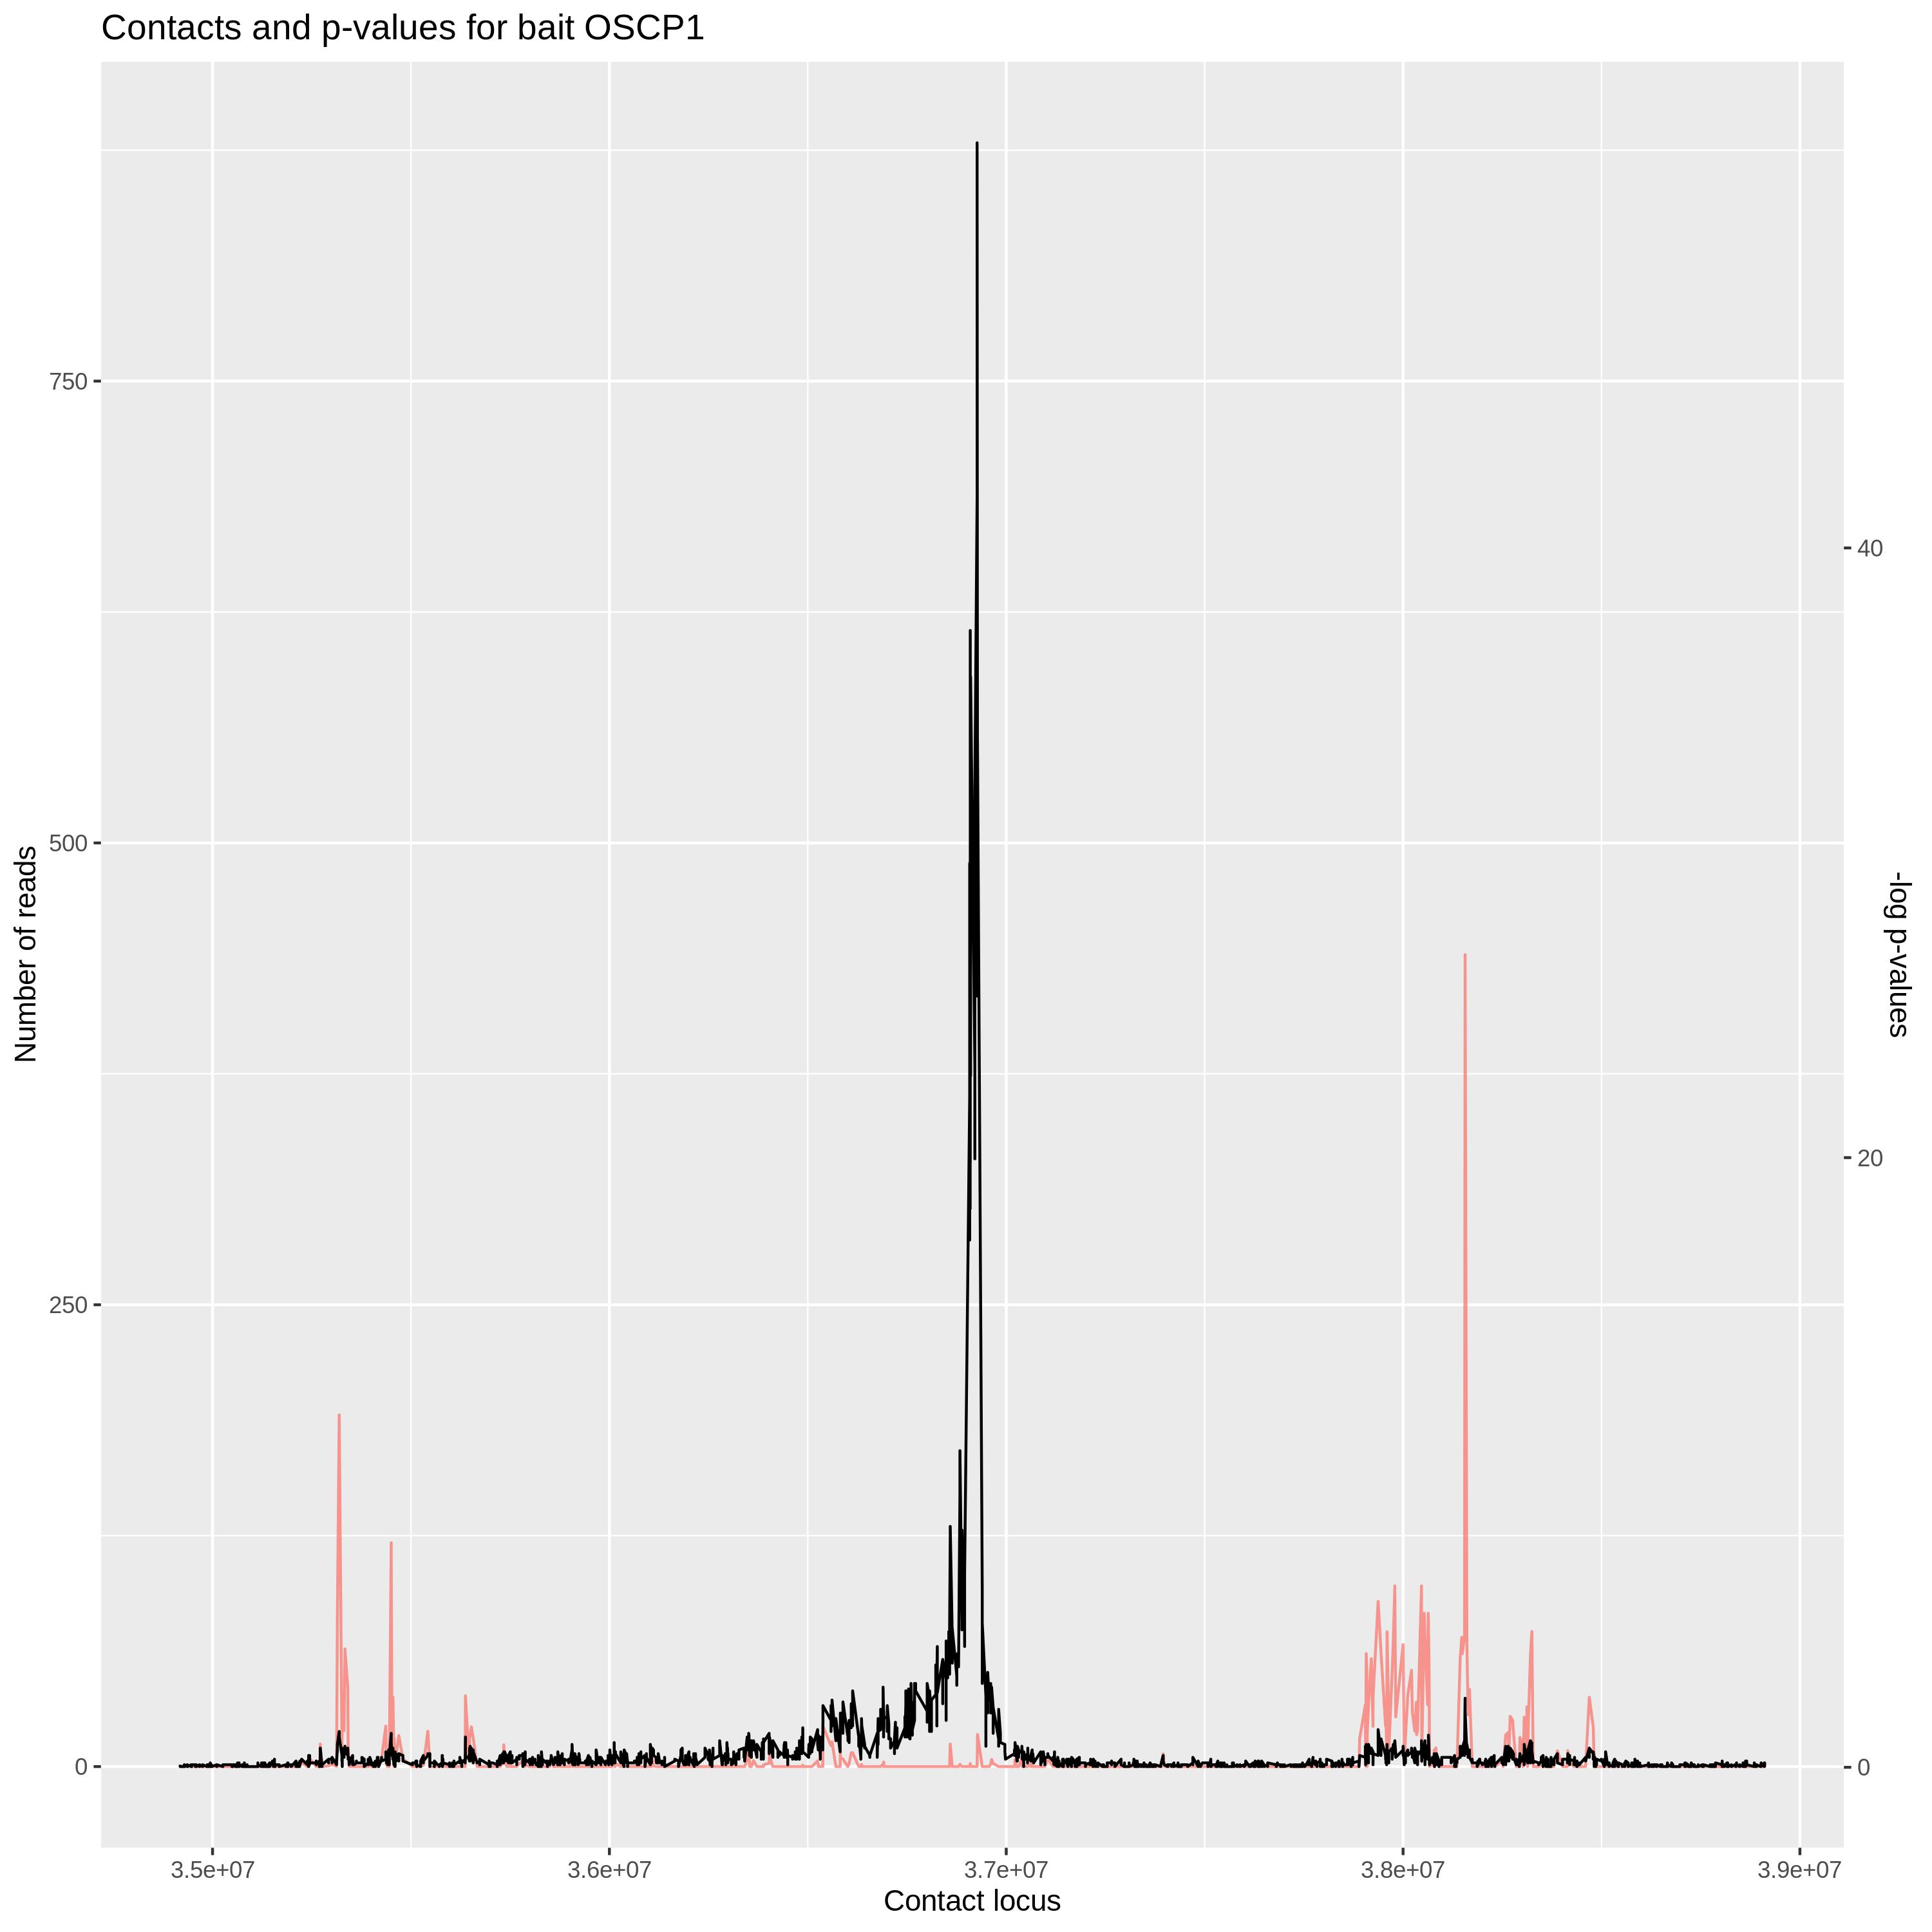 Contacts and p-values for bait OSCP1
Number of reads
750
500
250
0
-log p-values
40
20
0
3.5e+07
3.6e+07
3.7e+07
3.8e+07
3.9e+07
Contact locus